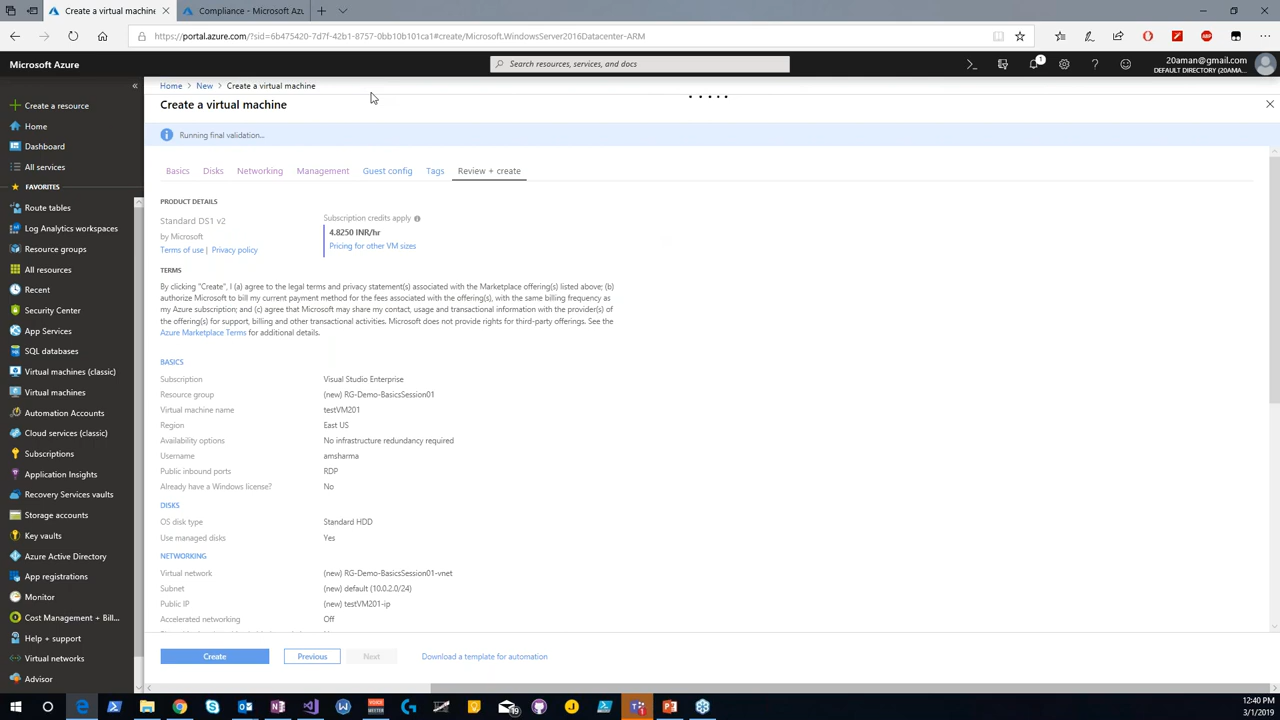 Create a virtual machin
Compliance - Microsoft Azu
https://portal.azure.com/?sid=6b475420-7d7f-42b1-8757-0bb10b101ca1#create/Microsoft.WindowsServer2016Datacenter-ARM
Microsoft Azure
Search resources, services, and docs
1
20aman@gmail.com
DEFAULT DIRECTORY (20AMA...
Home > New > Create a virtual machine
Create a virtual machine
Running final validation...
Basics
Disks
Networking
Management
Guest config
Tags
Review + create
Create a resource
Home
Dashboard
All services
FAVORITES
Route tables
Log Analytics workspaces
Resource groups
All resources
Recent
Security Center
App Services
SQL databases
Virtual machines (classic)
Virtual machines
Automation Accounts
Cloud services (classic)
Subscriptions
Application Insights
Recovery Services vaults
Storage accounts
Key vaults
Azure Active Directory
App registrations
Monitor
Cost Management + Bill...
Help + support
Virtual networks
Advisor
PRODUCT DETAILS
Standard DS1 v2
by Microsoft
Terms of use | Privacy policy
Subscription credits apply
4.8250 INR/hr
Pricing for other VM sizes
TERMS
By clicking "Create", I (a) agree to the legal terms and privacy statement(s) associated with the Marketplace offering(s) listed above; (b)
authorize Microsoft to bill my current payment method for the fees associated with the offering(s), with the same billing frequency as
my Azure subscription; and (c) agree that Microsoft may share my contact, usage and transactional information with the provider(s) of
the offering(s) for support, billing and other transactional activities. Microsoft does not provide rights for third-party offerings. See the
Azure Marketplace Terms for additional details.
BASICS
Subscription Visual Studio Enterprise
Resource group (new) RG-Demo-BasicsSession01
Virtual machine name testVM201
Region East US
Availability options No infrastructure redundancy required
Username amsharma
Public inbound ports RDP
Already have a Windows license? No
DISKS
OS disk type Standard HDD
Use managed disks Yes
NETWORKING
Virtual network (new) RG-Demo-BasicsSession01-vnet
Subnet (new) default (10.0.2.0/24)
Public IP (new) testVM201-ip
Accelerated networking Off
Create
Previous
Next
Download a template for automation
12:40 PM
3/1/2019